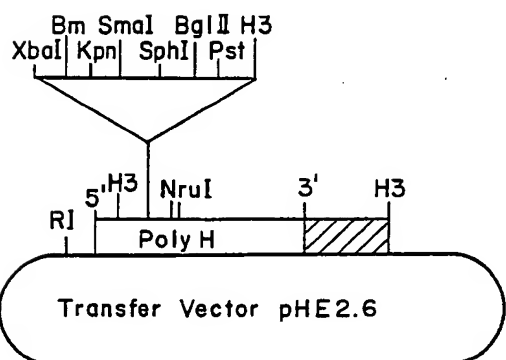 Bm SmaI BglII H3
XbaI Kpn SphI Pst
5' H3 NruI 3' H3
RI
Poly H
Transfer Vector pHE2.6